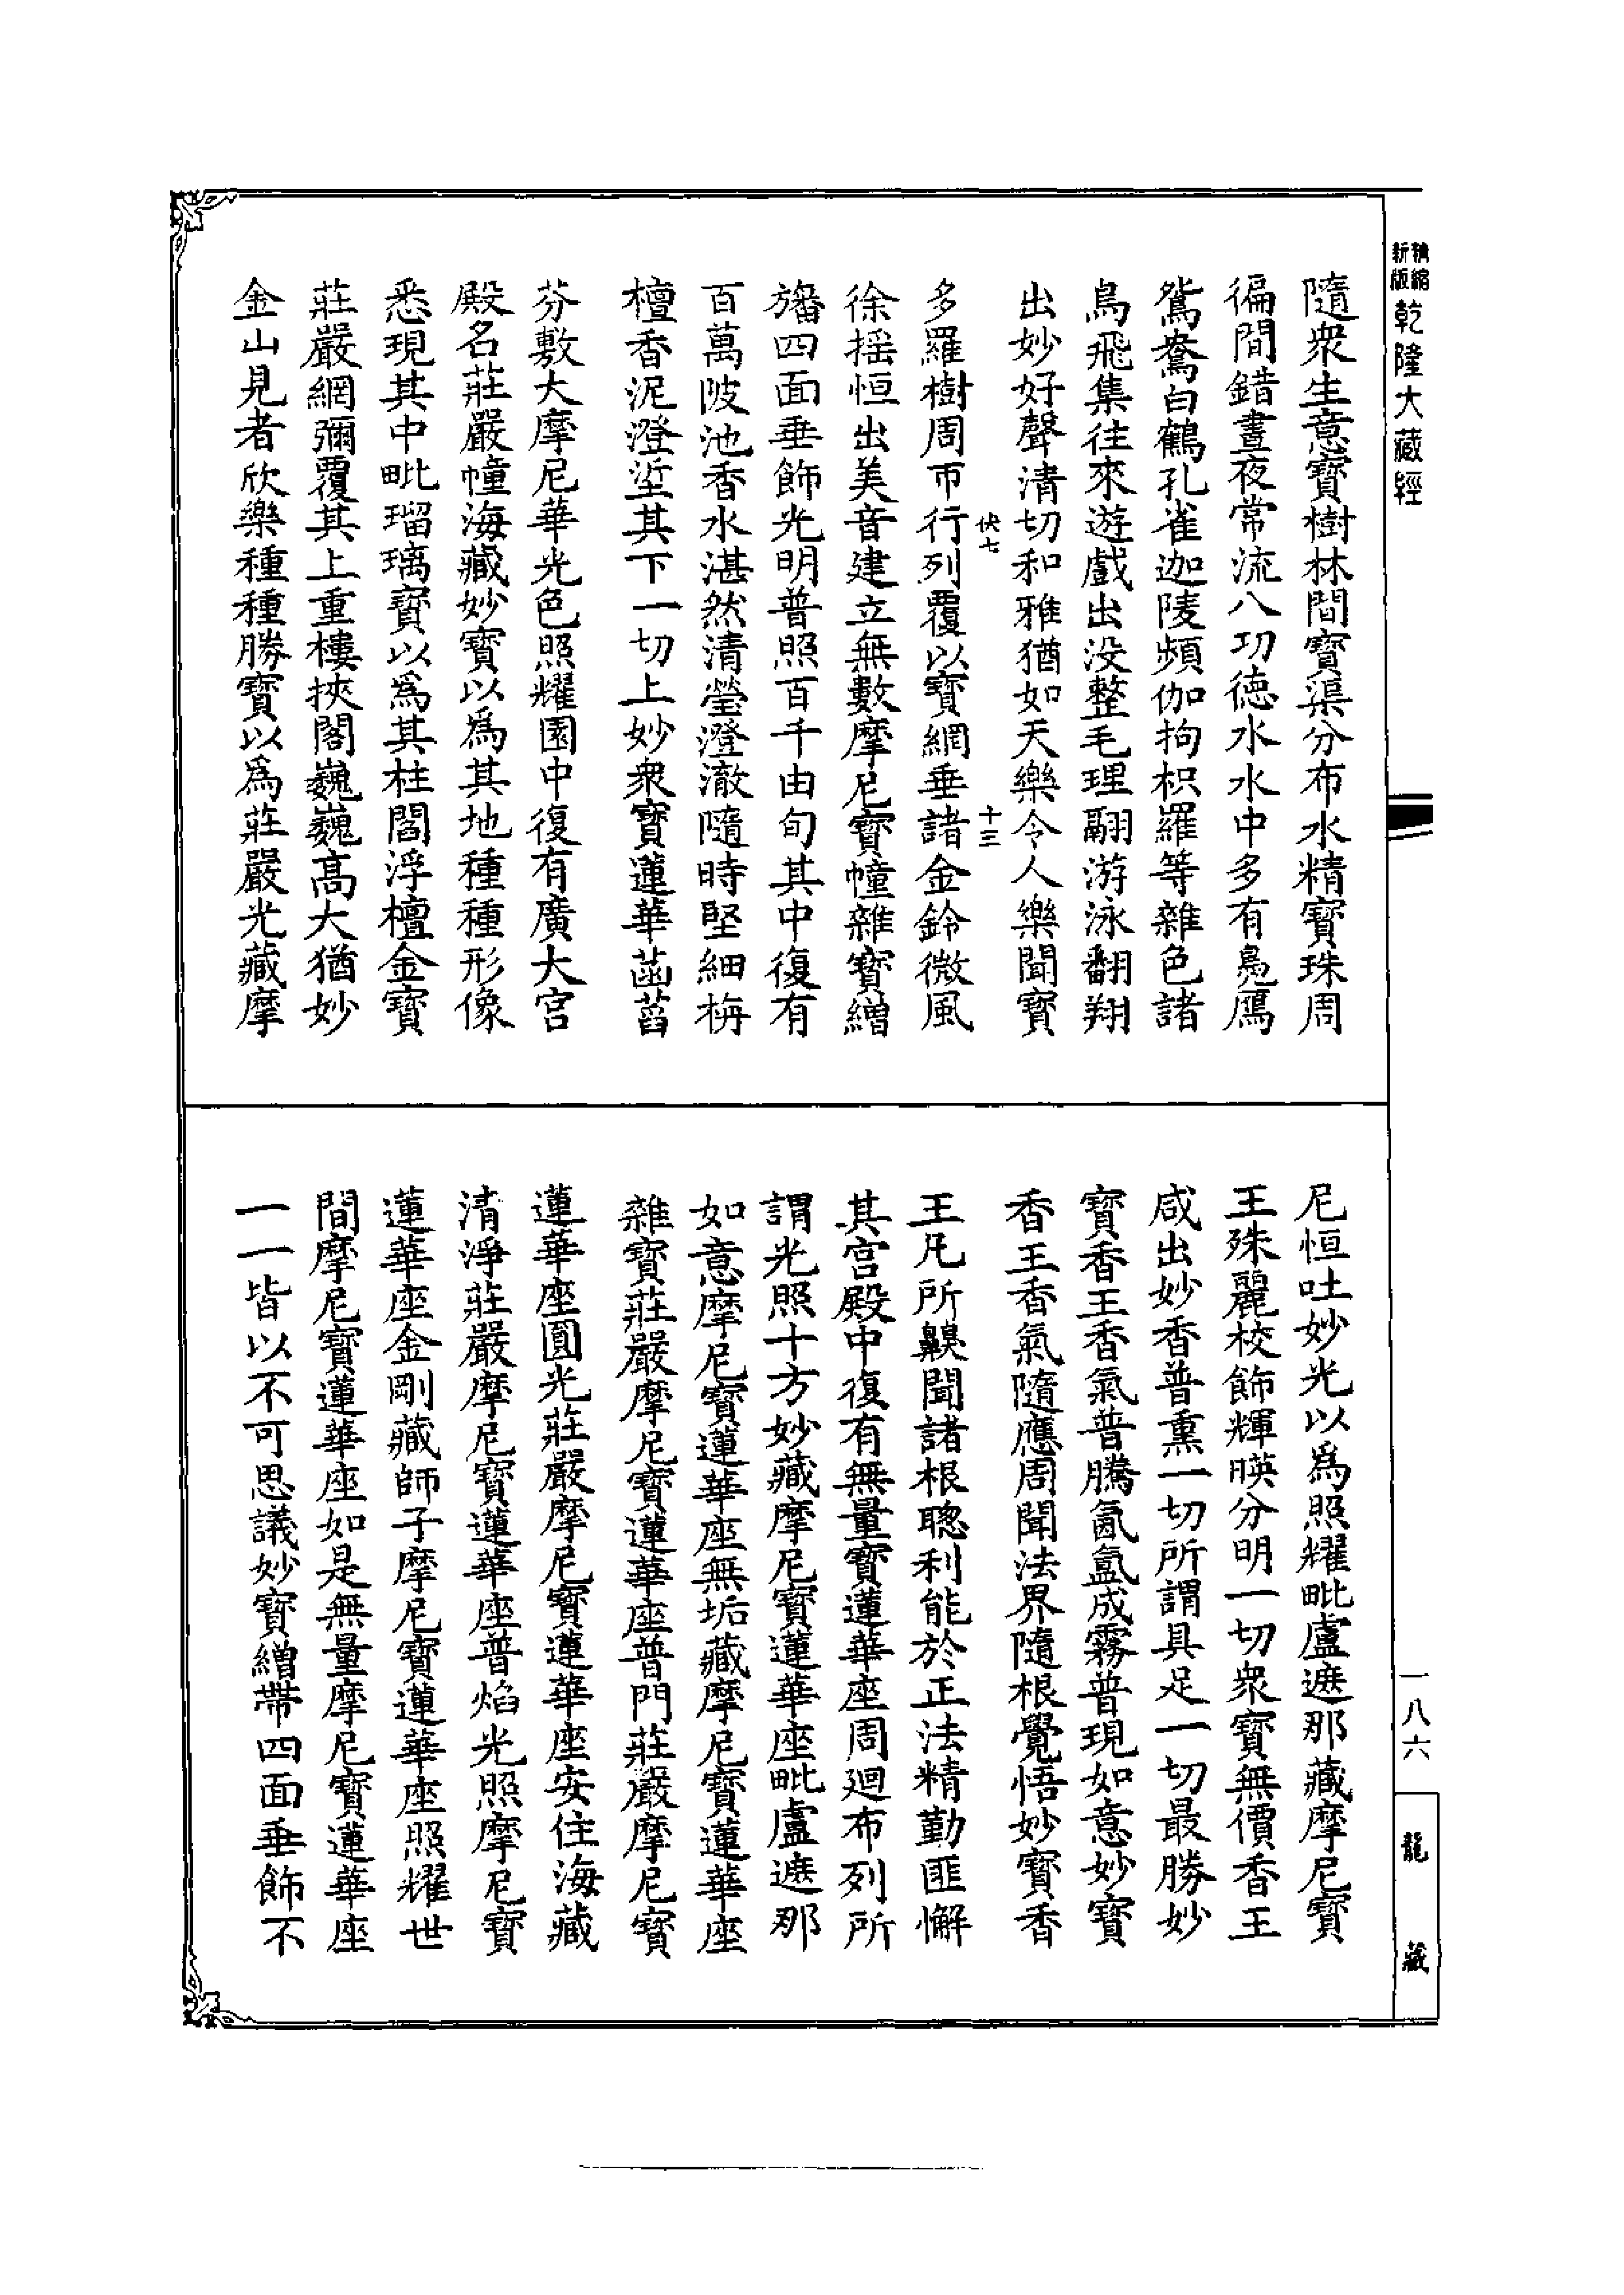 精縮新版乾隆大藏經
隨衆生意寶樹林間寶渠分布水精寶珠周
徧間錯晝夜常流八功德水水中多有鳧鴈
鴛鴦白鶴孔雀迦陵頻伽拘枳羅等雜色諸
鳥飛集往來遊戲出没整毛理翮游泳翻翔
出妙好聲清切和雅猶如天樂令人樂聞寶
伏七
十三
多羅樹周帀行列覆以寶網垂諸金鈴微風
徐摇恒出美音建立無數摩尼寶幢雜寶繒
旛四面垂飾光明普照百千由旬其中復有
百萬陂池香水湛然清瑩澄澈隨時堅細栴
檀香泥澄埿其下一切上妙衆寶蓮華菡萏
芬敷大摩尼華光色照耀園中復有廣大宫
殿名莊嚴幢海藏妙寶以爲其地種種形像
悉現其中毗瑠璃寶以爲其柱閻浮檀金寶
莊嚴網彌覆其上重樓挾閣巍巍高大猶妙
金山見者欣樂種種勝寶以爲莊嚴光藏摩
尼恒吐妙光以爲照耀毗盧遮那藏摩尼寶
王殊麗校飾輝暎分明一切衆寶無價香王
咸出妙香普熏一切所謂具足一切最勝妙
寶香王香氣普騰氤氲成霧普現如意妙寶
香王香氣隨應周聞法界隨根覺悟妙寶香
王凡所齅聞諸根聰利能於正法精勤匪懈
其宫殿中復有無量寶蓮華座周迴布列所
謂光照十方妙藏摩尼寶蓮華座毗盧遮那
如意摩尼寶蓮華座無垢藏摩尼寶蓮華座
雜寶莊嚴摩尼寶蓮華座普門莊嚴摩尼寶
蓮華座圓光莊嚴摩尼寶蓮華座安住海藏
清淨莊嚴摩尼寶蓮華座普焰光照摩尼寶
蓮華座金剛藏師子摩尼寶蓮華座照耀世
間摩尼寶蓮華座如是無量摩尼寶蓮華座
一一皆以不可思議妙寶繒帶四面垂飾不
一八六
龍藏